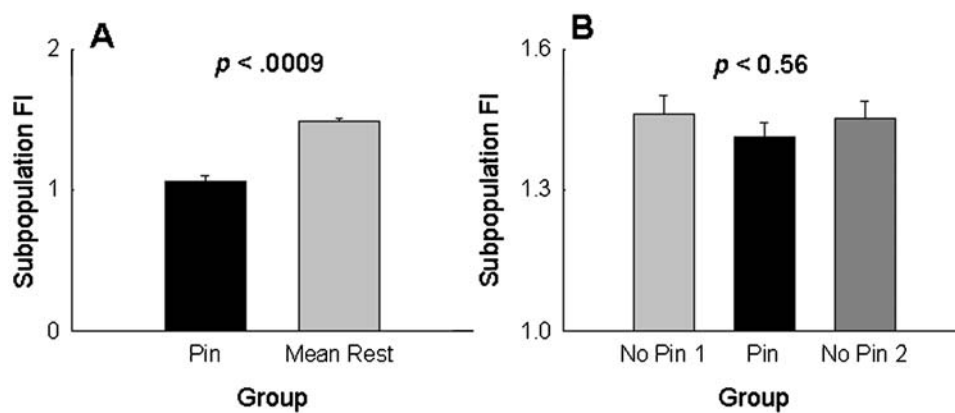 A
p < .0009
Subpopulation FI
2
1
0
Pin Mean Rest
Group
B
p < 0.56
Subpopulation FI
1.6
1.3
1.0
No Pin 1 Pin No Pin 2
Group